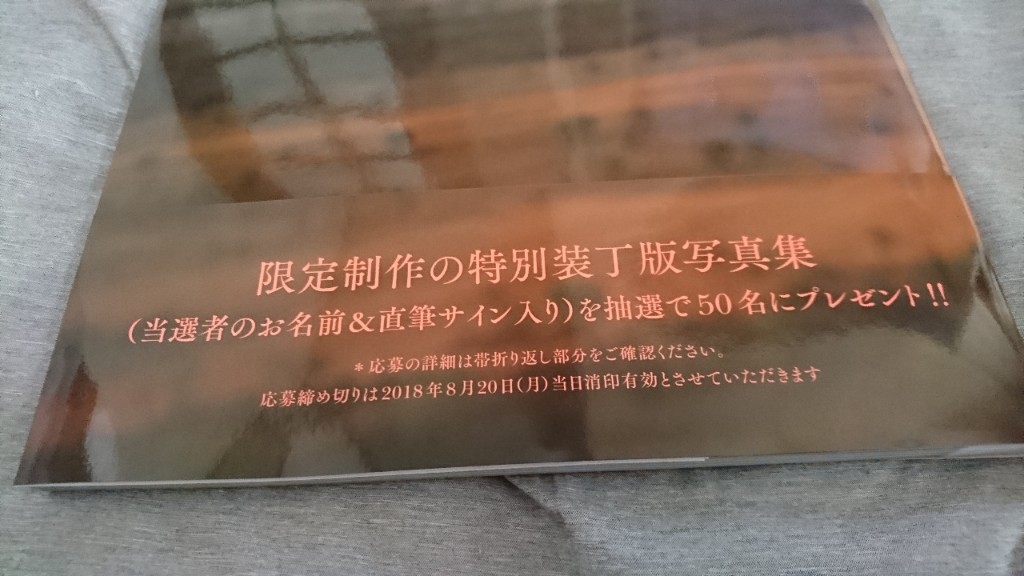 限定制作の特別装丁版写真集
(当選者のお名前&直筆サイン入り)を抽選で50名にプレゼント!!
*応募の詳細は帯折り返し部分をご確認ください。
応募締め切りは2018年8月20日(月)当日消印有効とさせていただきます